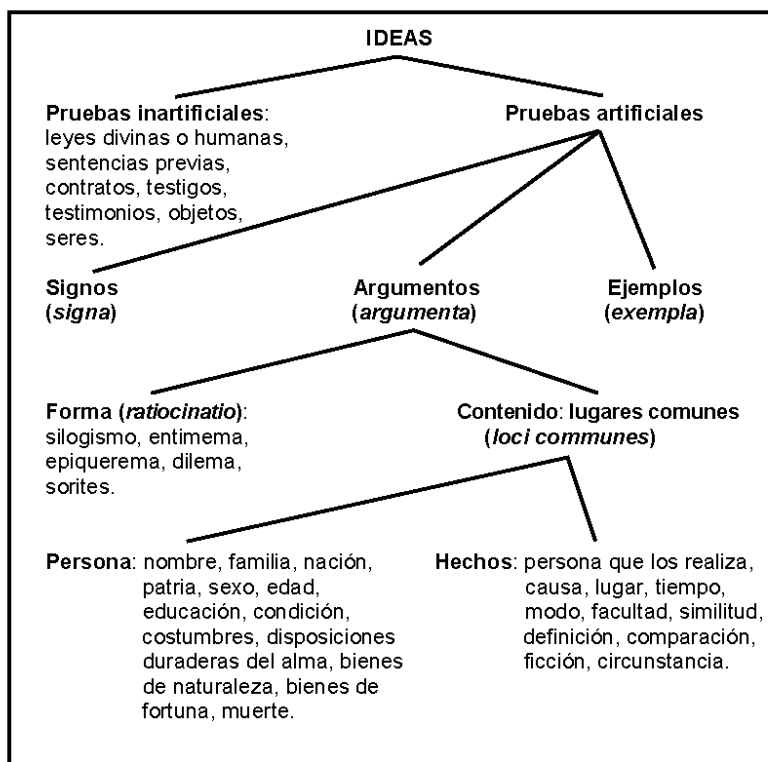 IDEAS
Pruebas inartificiales:
leyes divinas o humanas,
sentencias previas,
contratos, testigos,
testimonios, objetos,
seres.
Pruebas artificiales
Signos
(signa)
Argumentos
(argumenta)
Ejemplos
(exempla)
Forma (ratiocinatio):
silogismo, entimema,
epiquerema, dilema,
sorites.
Contenido: lugares comunes
(loci communes)
Persona: nombre, familia, nación,
patria, sexo, edad,
educación, condición,
costumbres, disposiciones
duraderas del alma, bienes
de naturaleza, bienes de
fortuna, muerte.
Hechos: persona que los realiza,
causa, lugar, tiempo,
modo, facultad, similitud,
definición, comparación,
ficción, circunstancia.